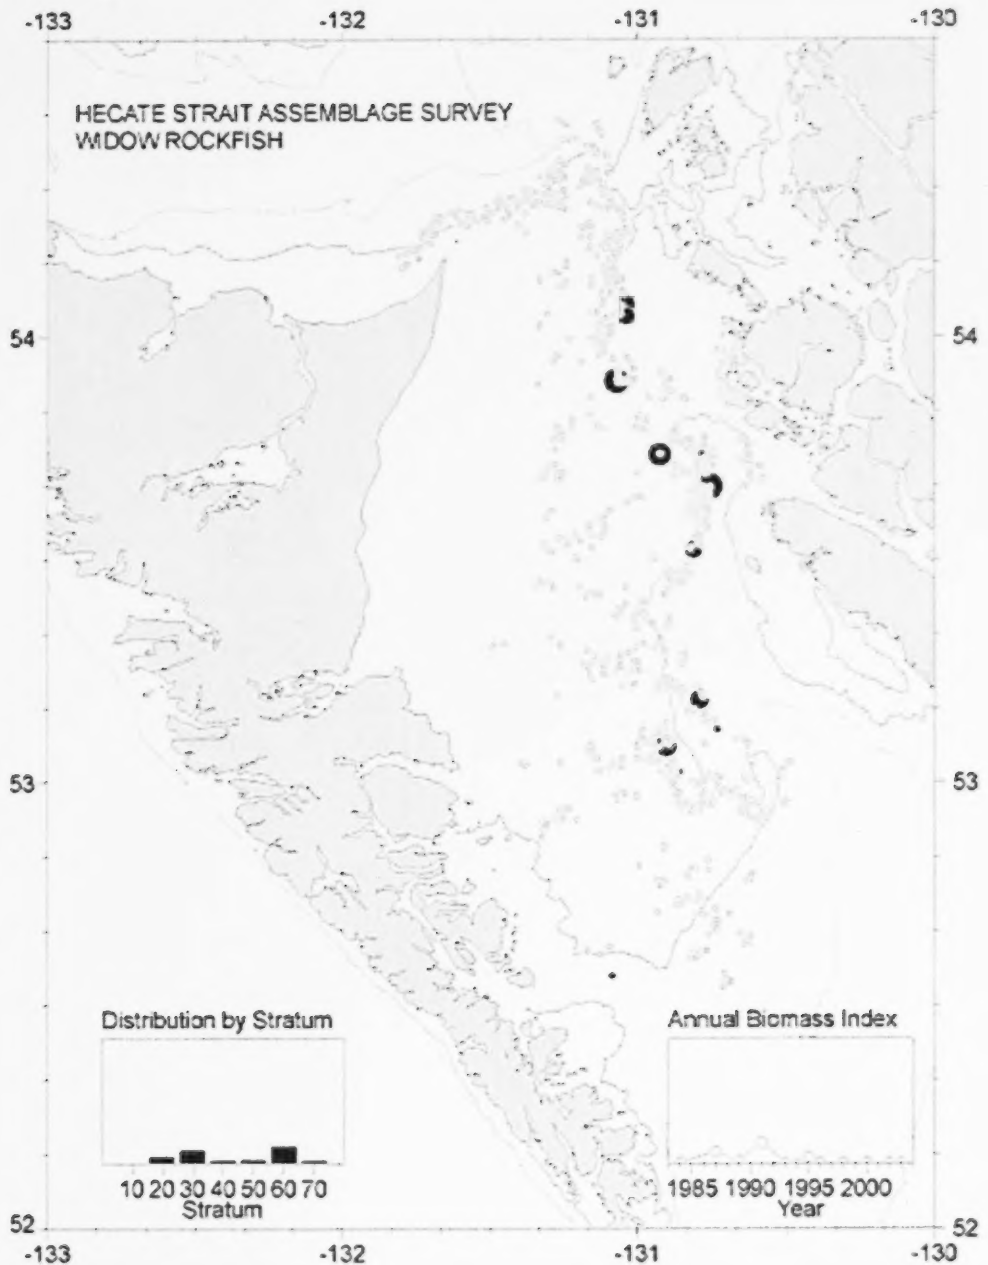 -133 -132 -131 -130
HECATE STRAIT ASSEMBLAGE SURVEY
WIDOW ROCKFISH
54 54
53 53
Distribution by Stratum
10 20 30 40 50 60 70
Stratum
Annual Biomass Index
1985 1990 1995 2000
Year
52 52
-133 -132 -131 -130